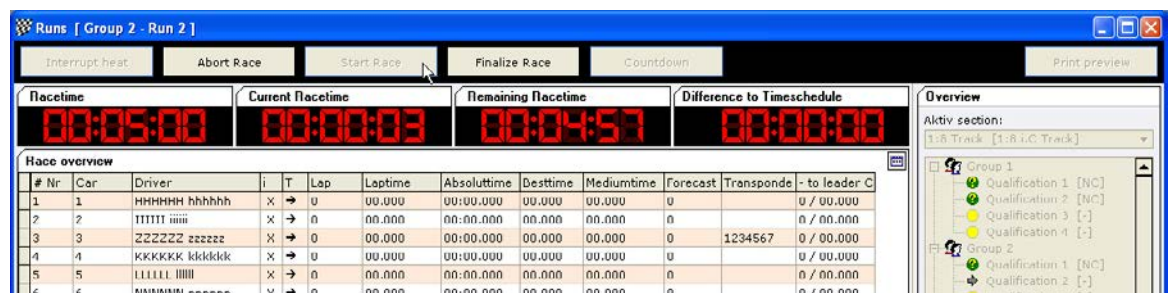 Runs [ Group 2 - Run 2 ]
Interrupt heat Abort Race Start Race Finalize Race Countdown Print preview
Racetime Current Racetime Remaining Racetime Difference to Timeschedule Overview
00:05:00 00:00:03 00:04:57 00:00:00
Aktiv section:
1:8 Track [1:8 i.C Track]
Race overview
# Nr Car Driver i T Lap Laptime Absoluttime Besttime Mediumtime Forecast Transponde - to leader C
1 1 HHHHHH hhhhhh X → 0 00.000 00:00.000 00.000 00.000 0 0 / 00.000
2 2 IIIIII iiiiii X → 0 00.000 00:00.000 00.000 00.000 0 0 / 00.000
3 3 ZZZZZZ zzzzzz X → 0 00.000 00:00.000 00.000 00.000 0 1234567 0 / 00.000
4 4 KKKKKK kkkkkk X → 0 00.000 00:00.000 00.000 00.000 0 0 / 00.000
5 5 LLLLLL llllll X → 0 00.000 00:00.000 00.000 00.000 0 0 / 00.000
Group 1
Qualification 1 [NC]
Qualification 2 [NC]
Qualification 3 [-]
Qualification 4 [-]
Group 2
Qualification 1 [NC]
Qualification 2 [-]